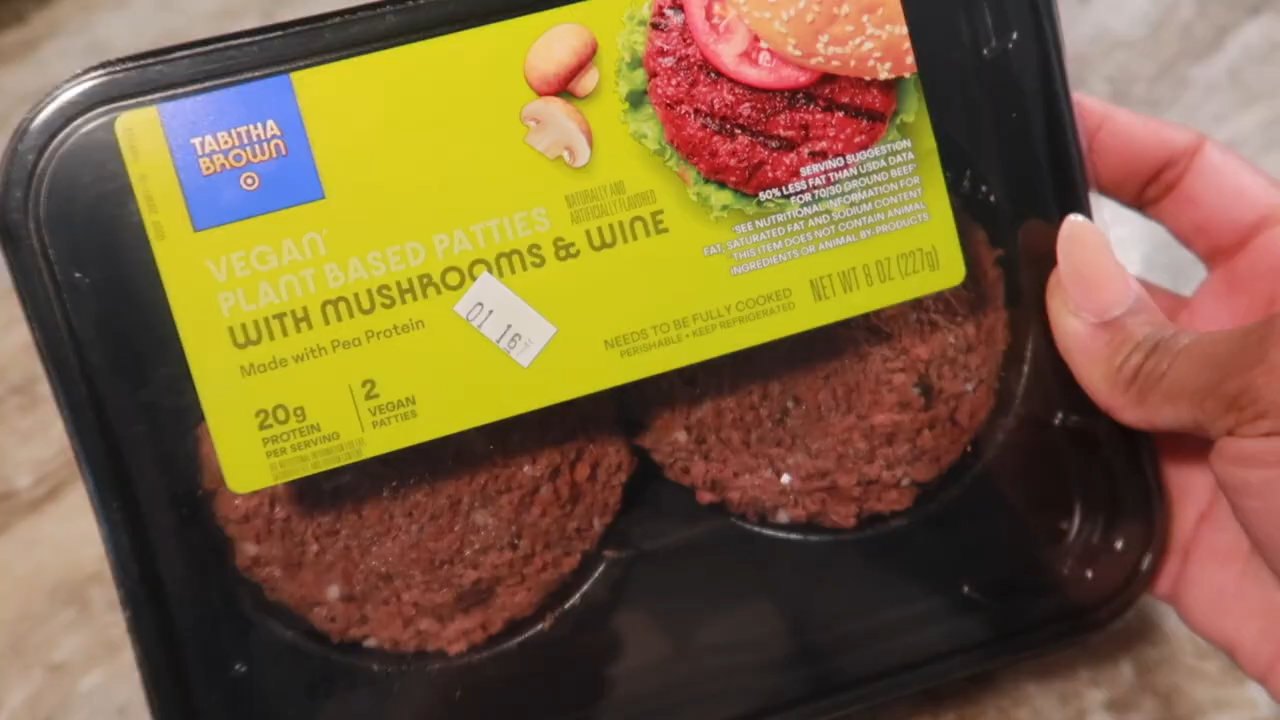 TABITHA
BROWN
VEGAN*
PLANT BASED PATTIES
WITH MUSHROOMS & WINE
NATURALLY AND
ARTIFICIALLY FLAVORED
Made with Pea Protein
01 16
20g
PROTEIN
PER SERVING
2
VEGAN
PATTIES
SERVING SUGGESTION
50% LESS FAT THAN USDA DATA
FOR 70/30 GROUND BEEF*
*SEE NUTRITIONAL INFORMATION FOR
FAT, SATURATED FAT AND SODIUM CONTENT
*THIS ITEM DOES NOT CONTAIN ANIMAL
INGREDIENTS OR ANIMAL BY-PRODUCTS
NEEDS TO BE FULLY COOKED
PERISHABLE • KEEP REFRIGERATED
NET WT 8 OZ (227g)